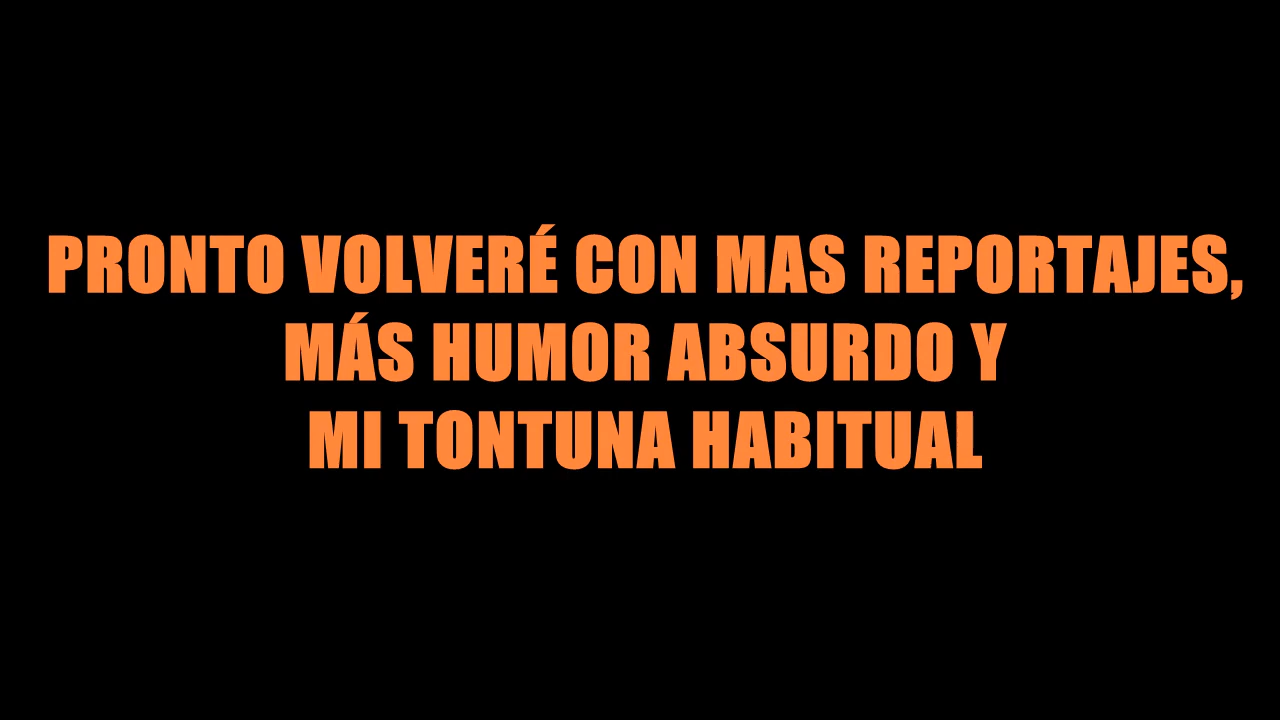 PRONTO VOLVERÉ CON MAS REPORTAJES,
MÁS HUMOR ABSURDO Y
MI TONTUNA HABITUAL